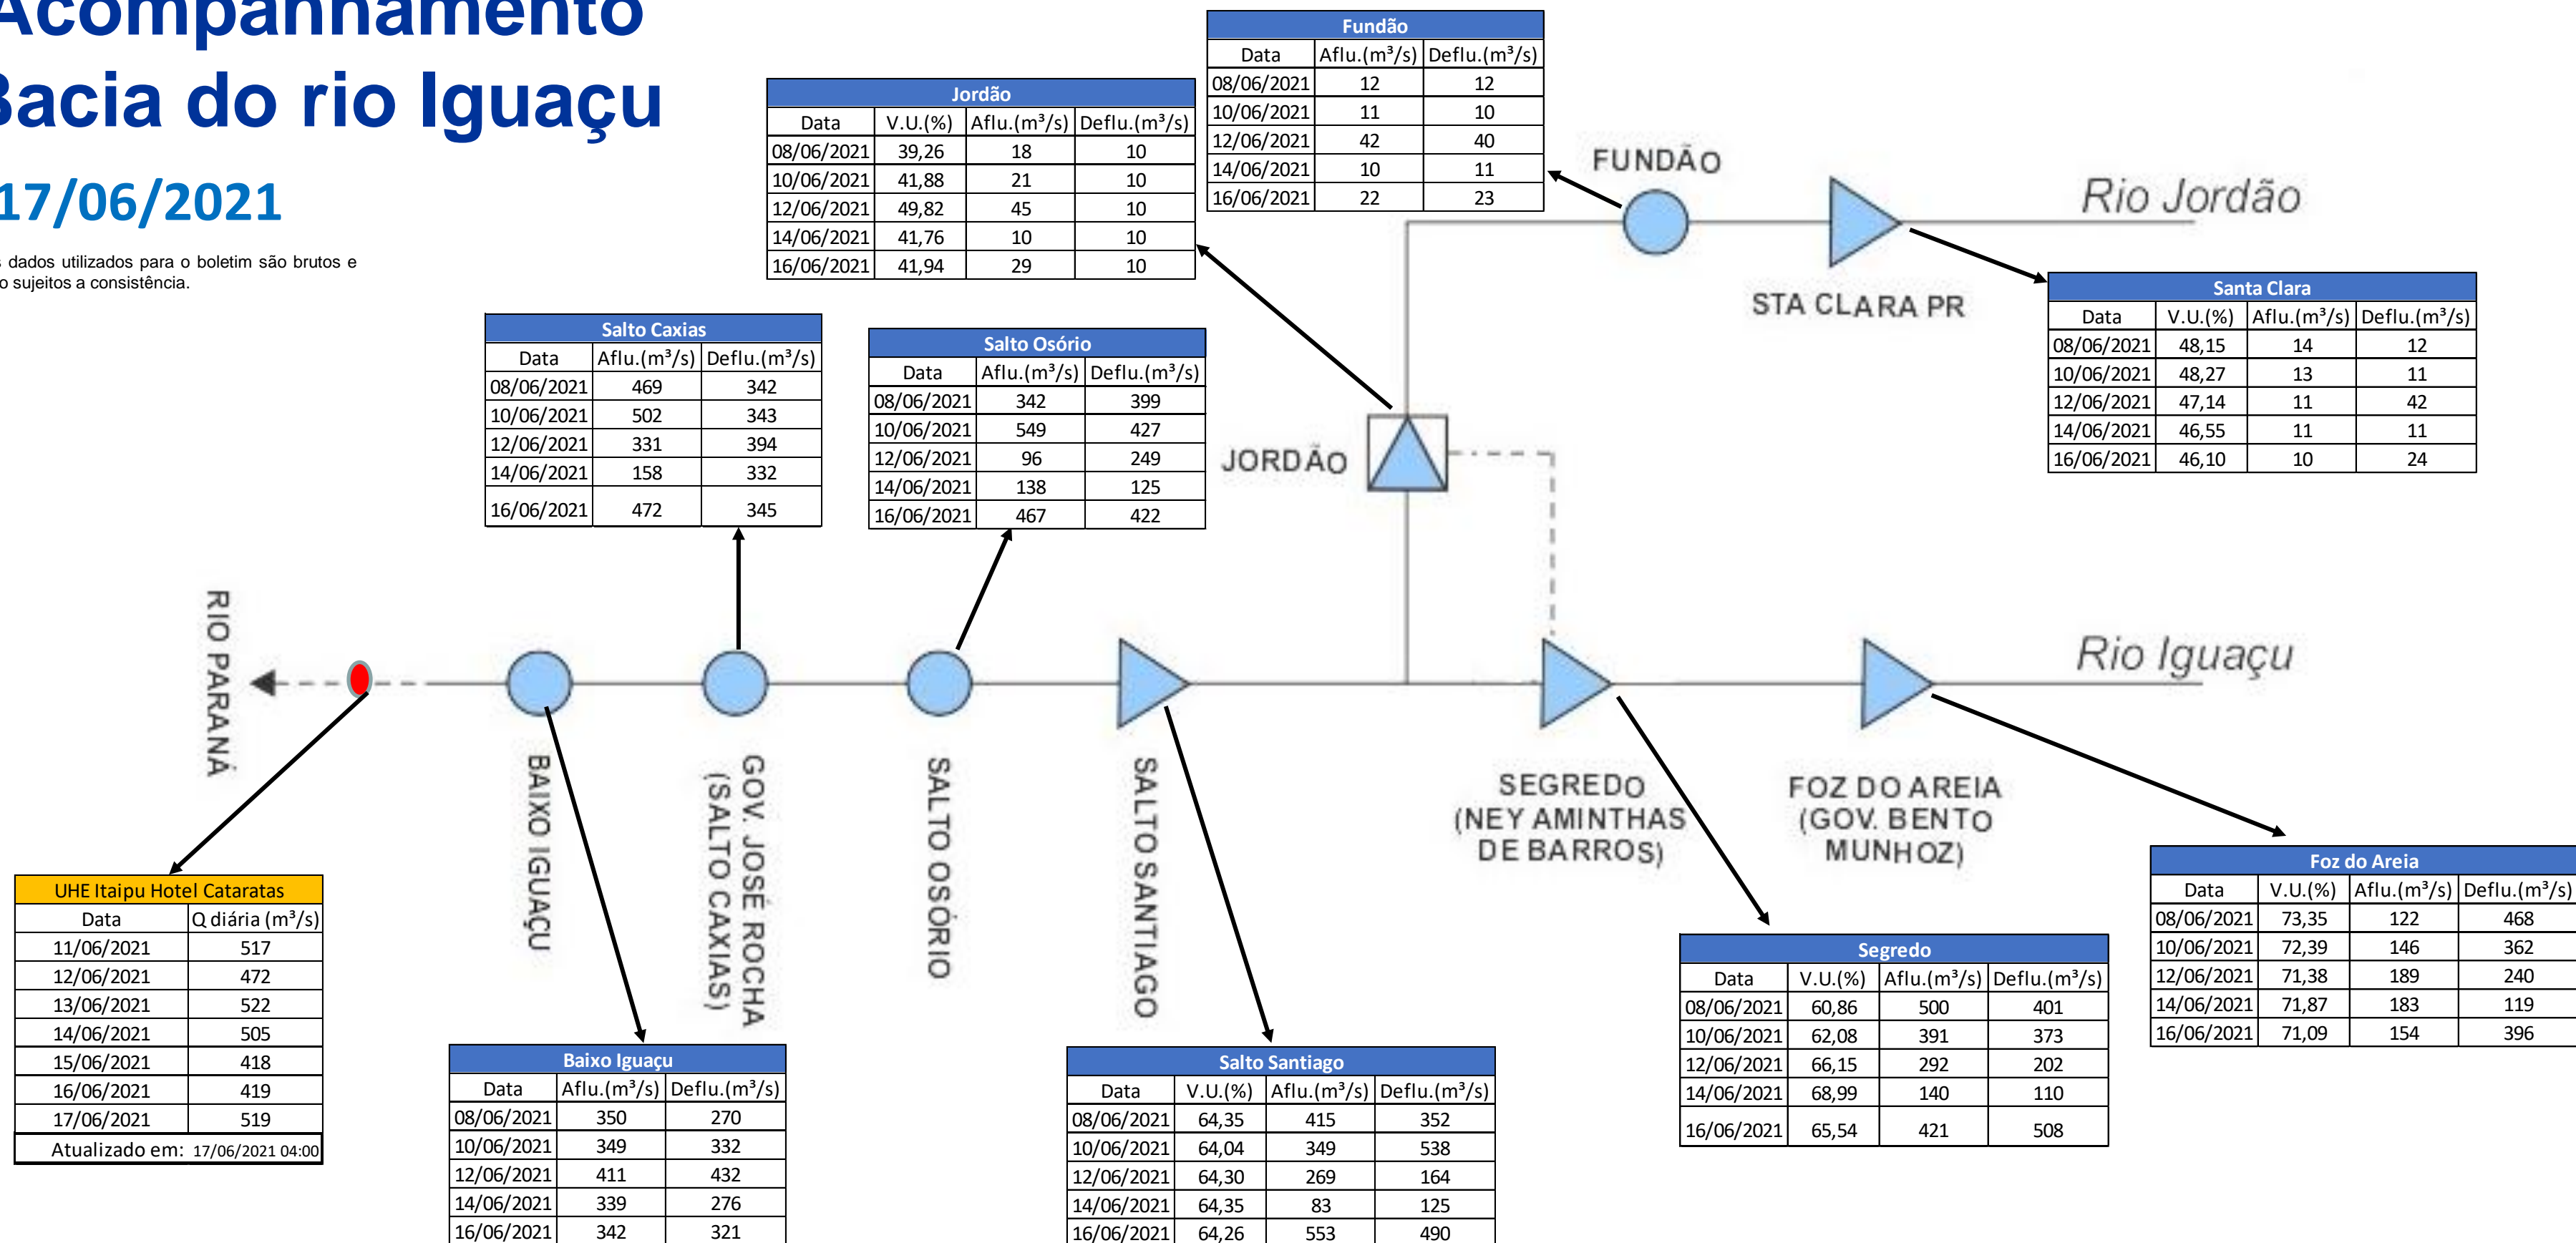 Acompanhamento
Bacia do rio Iguaçu
17/06/2021
s dados utilizados para o boletim são brutos e
o sujeitos a consistência.
Fundão
Data Aflu.(m³/s) Deflu.(m³/s)
08/06/2021 12 12
10/06/2021 11 10
12/06/2021 42 40
14/06/2021 10 11
16/06/2021 22 23
Jordão
Data V.U.(%) Aflu.(m³/s) Deflu.(m³/s)
08/06/2021 39,26 18 10
10/06/2021 41,88 21 10
12/06/2021 49,82 45 10
14/06/2021 41,76 10 10
16/06/2021 41,94 29 10
FUNDÃO
Rio Jordão
STA CLARA PR
Santa Clara
Data V.U.(%) Aflu.(m³/s) Deflu.(m³/s)
08/06/2021 48,15 14 12
10/06/2021 48,27 13 11
12/06/2021 47,14 11 42
14/06/2021 46,55 11 11
16/06/2021 46,10 10 24
Salto Caxias
Data Aflu.(m³/s) Deflu.(m³/s)
08/06/2021 469 342
10/06/2021 502 343
12/06/2021 331 394
14/06/2021 158 332
16/06/2021 472 345
Salto Osório
Data Aflu.(m³/s) Deflu.(m³/s)
08/06/2021 342 399
10/06/2021 549 427
12/06/2021 96 249
14/06/2021 138 125
16/06/2021 467 422
JORDÃO
RIO PARANÁ
Rio Iguaçu
BAIXO IGUAÇU
GOV. JOSÉ ROCHA
(SALTO CAXIAS)
SALTO OSÓRIO
SALTO SANTIAGO
SEGREDO
(NEY AMINTHAS
DE BARROS)
FOZ DO AREIA
(GOV. BENTO
MUNHOZ)
UHE Itaipu Hotel Cataratas
Data Q diária (m³/s)
11/06/2021 517
12/06/2021 472
13/06/2021 522
14/06/2021 505
15/06/2021 418
16/06/2021 419
17/06/2021 519
Atualizado em: 17/06/2021 04:00
Baixo Iguaçu
Data Aflu.(m³/s) Deflu.(m³/s)
08/06/2021 350 270
10/06/2021 349 332
12/06/2021 411 432
14/06/2021 339 276
16/06/2021 342 321
Salto Santiago
Data V.U.(%) Aflu.(m³/s) Deflu.(m³/s)
08/06/2021 64,35 415 352
10/06/2021 64,04 349 538
12/06/2021 64,30 269 164
14/06/2021 64,35 83 125
16/06/2021 64,26 553 490
Segredo
Data V.U.(%) Aflu.(m³/s) Deflu.(m³/s)
08/06/2021 60,86 500 401
10/06/2021 62,08 391 373
12/06/2021 66,15 292 202
14/06/2021 68,99 140 110
16/06/2021 65,54 421 508
Foz do Areia
Data V.U.(%) Aflu.(m³/s) Deflu.(m³/s)
08/06/2021 73,35 122 468
10/06/2021 72,39 146 362
12/06/2021 71,38 189 240
14/06/2021 71,87 183 119
16/06/2021 71,09 154 396